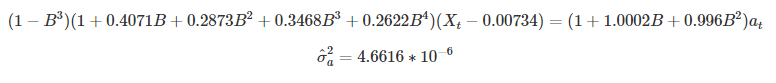 (1 − B³)(1 + 0.4071B + 0.2873B² + 0.3468B³ + 0.2622B⁴)(Xₜ − 0.00734) = (1 + 1.0002B + 0.996B²)aₜ
σ̂ₐ² = 4.6616 * 10⁻⁶